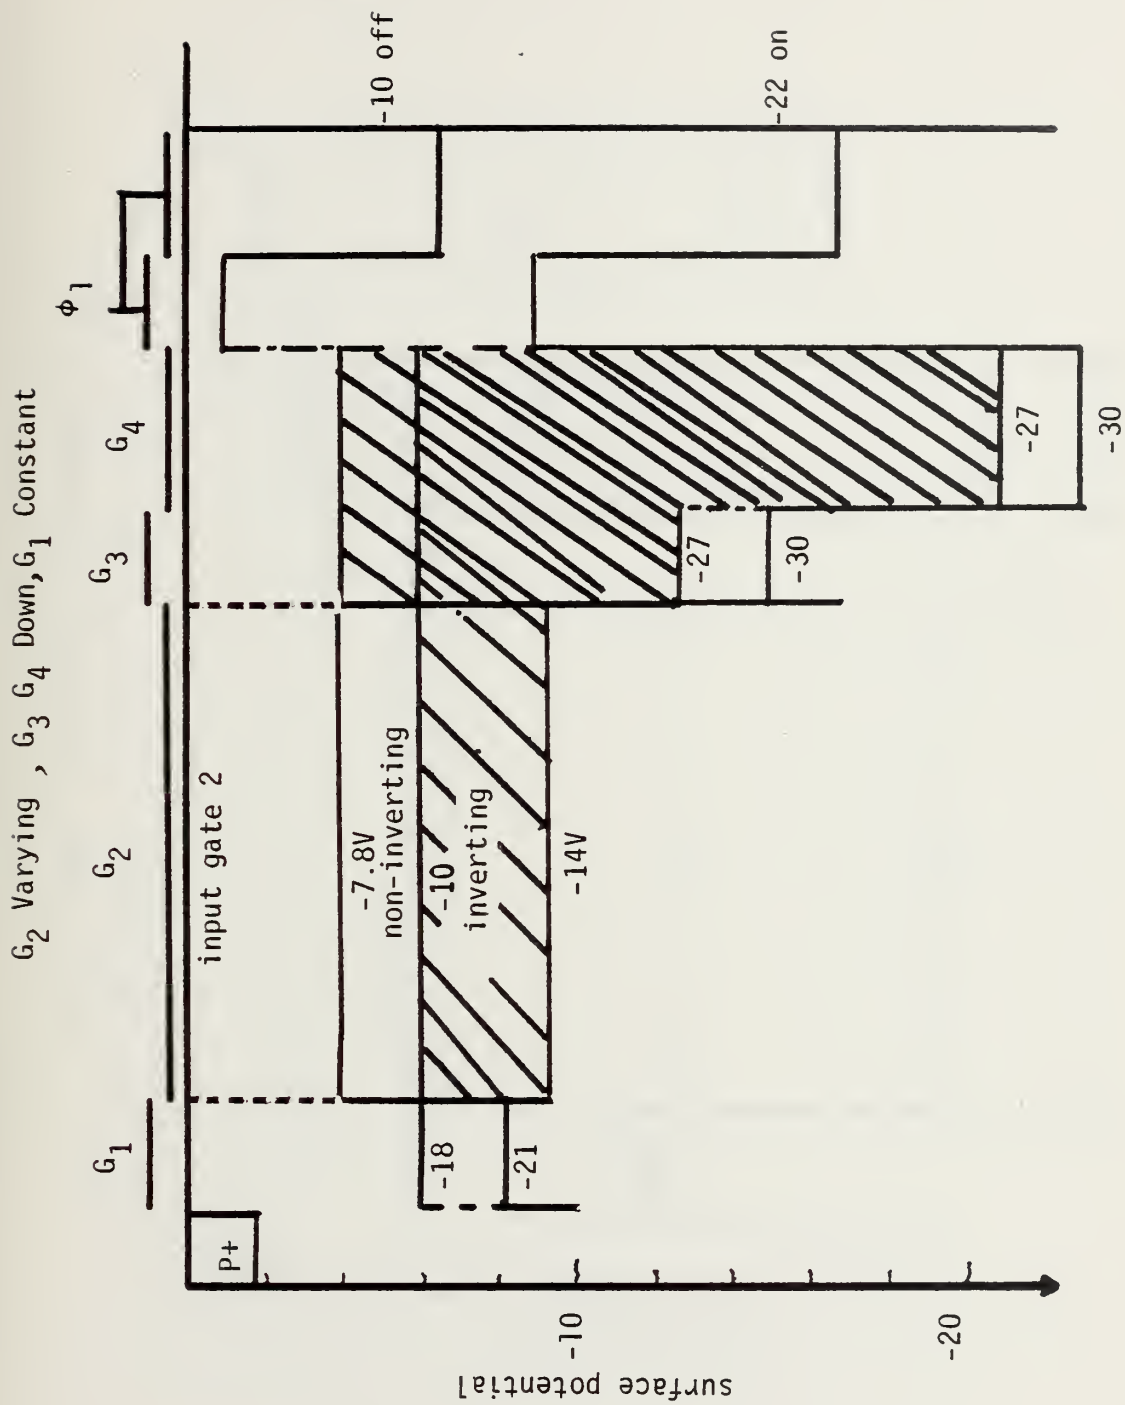 G2 Varying , G3 G4 Down, G1 Constant
G1
G2
G3
G4
ϕ1
P+
input gate 2
-7.8V
non-inverting
-10
inverting
-14V
-18
-21
-27
-30
-27
-30
-10 off
-22 on
-10
-20
surface potential